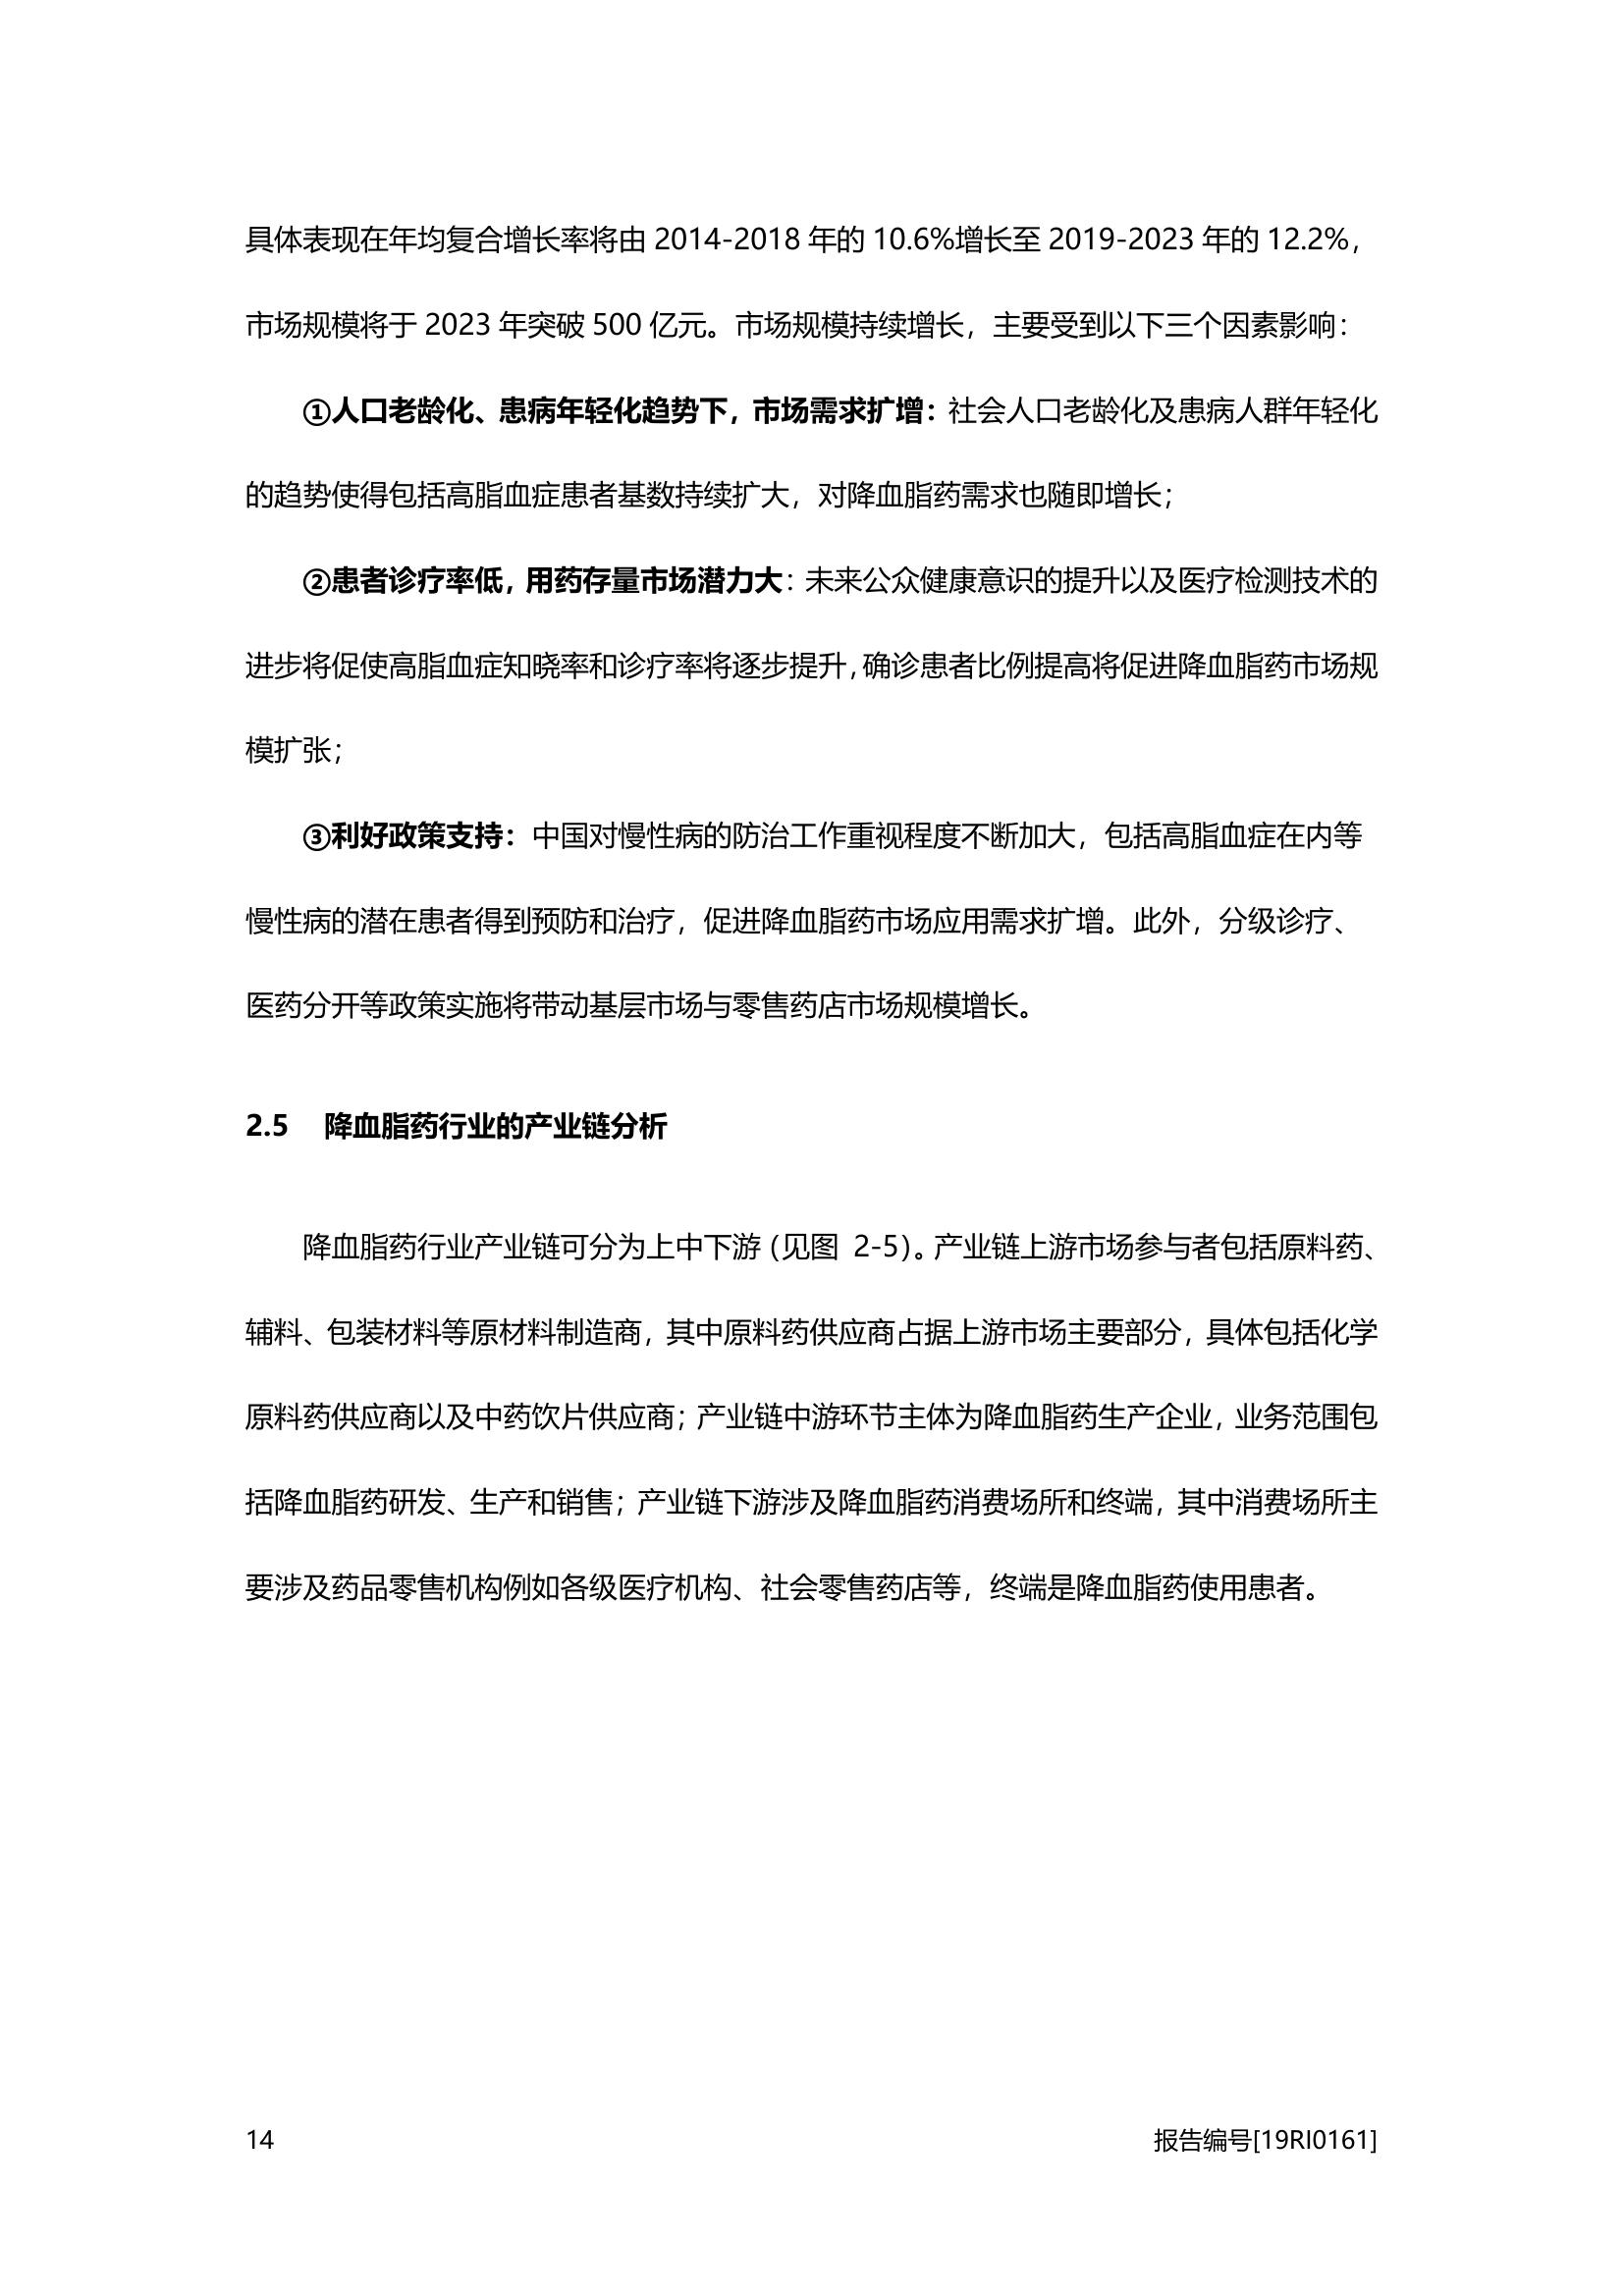 具体表现在年均复合增长率将由 2014-2018 年的 10.6%增长至 2019-2023 年的 12.2%，
市场规模将于 2023 年突破 500 亿元。市场规模持续增长，主要受到以下三个因素影响：
①人口老龄化、患病年轻化趋势下，市场需求扩增：社会人口老龄化及患病人群年轻化
的趋势使得包括高脂血症患者基数持续扩大，对降血脂药需求也随即增长；
②患者诊疗率低，用药存量市场潜力大：未来公众健康意识的提升以及医疗检测技术的
进步将促使高脂血症知晓率和诊疗率将逐步提升，确诊患者比例提高将促进降血脂药市场规
模扩张；
③利好政策支持：中国对慢性病的防治工作重视程度不断加大，包括高脂血症在内等
慢性病的潜在患者得到预防和治疗，促进降血脂药市场应用需求扩增。此外，分级诊疗、
医药分开等政策实施将带动基层市场与零售药店市场规模增长。
2.5 降血脂药行业的产业链分析
降血脂药行业产业链可分为上中下游（见图 2-5）。产业链上游市场参与者包括原料药、
辅料、包装材料等原材料制造商，其中原料药供应商占据上游市场主要部分，具体包括化学
原料药供应商以及中药饮片供应商；产业链中游环节主体为降血脂药生产企业，业务范围包
括降血脂药研发、生产和销售；产业链下游涉及降血脂药消费场所和终端，其中消费场所主
要涉及药品零售机构例如各级医疗机构、社会零售药店等，终端是降血脂药使用患者。
14 报告编号[19RI0161]